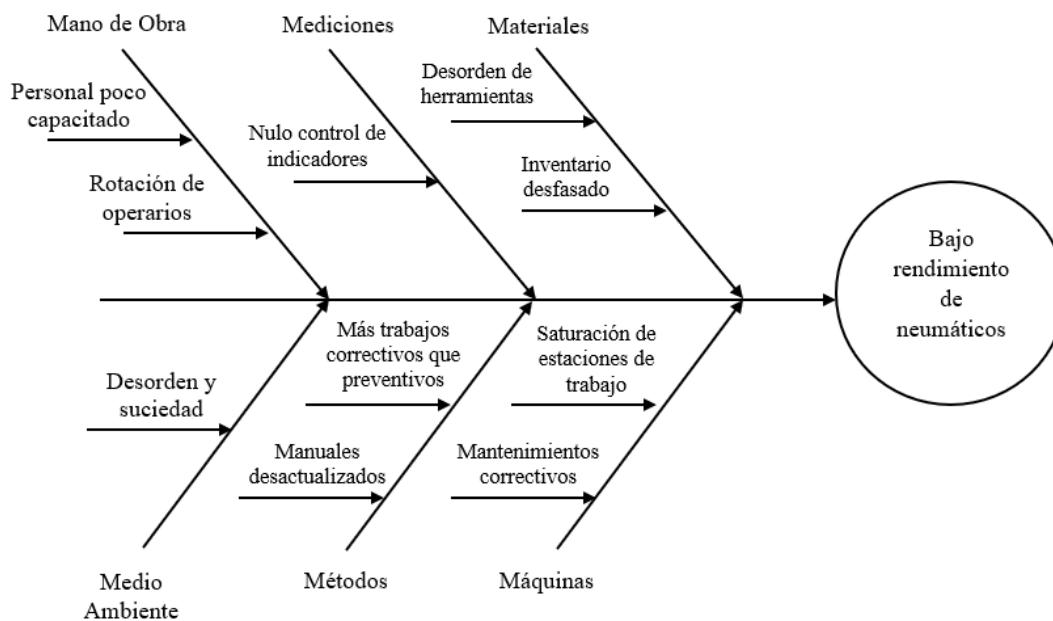 Mano de Obra
Mediciones
Materiales
Personal poco
capacitado
Rotación de
operarios
Nulo control de
indicadores
Desorden de
herramientas
Inventario
desfasado
Bajo
rendimiento
de
neumáticos
Desorden y
suciedad
Más trabajos
correctivos que
preventivos
Manuales
desactualizados
Saturación de
estaciones de
trabajo
Mantenimientos
correctivos
Medio
Ambiente
Métodos
Máquinas